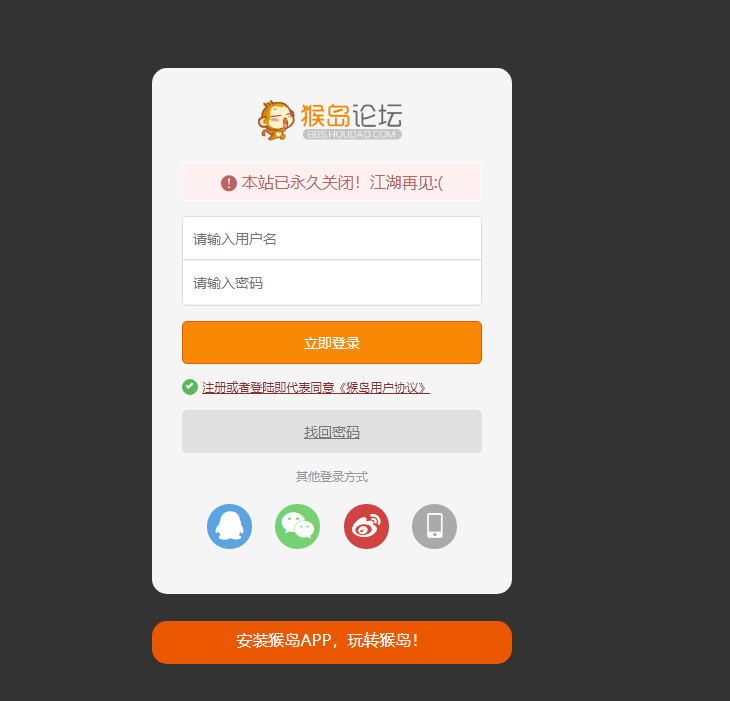 猴岛论坛
BBS.HOUDAO.COM
本站已永久关闭！江湖再见:(
请输入用户名
请输入密码
立即登录
注册或者登陆即代表同意《猴岛用户协议》
找回密码
其他登录方式
安装猴岛APP，玩转猴岛！